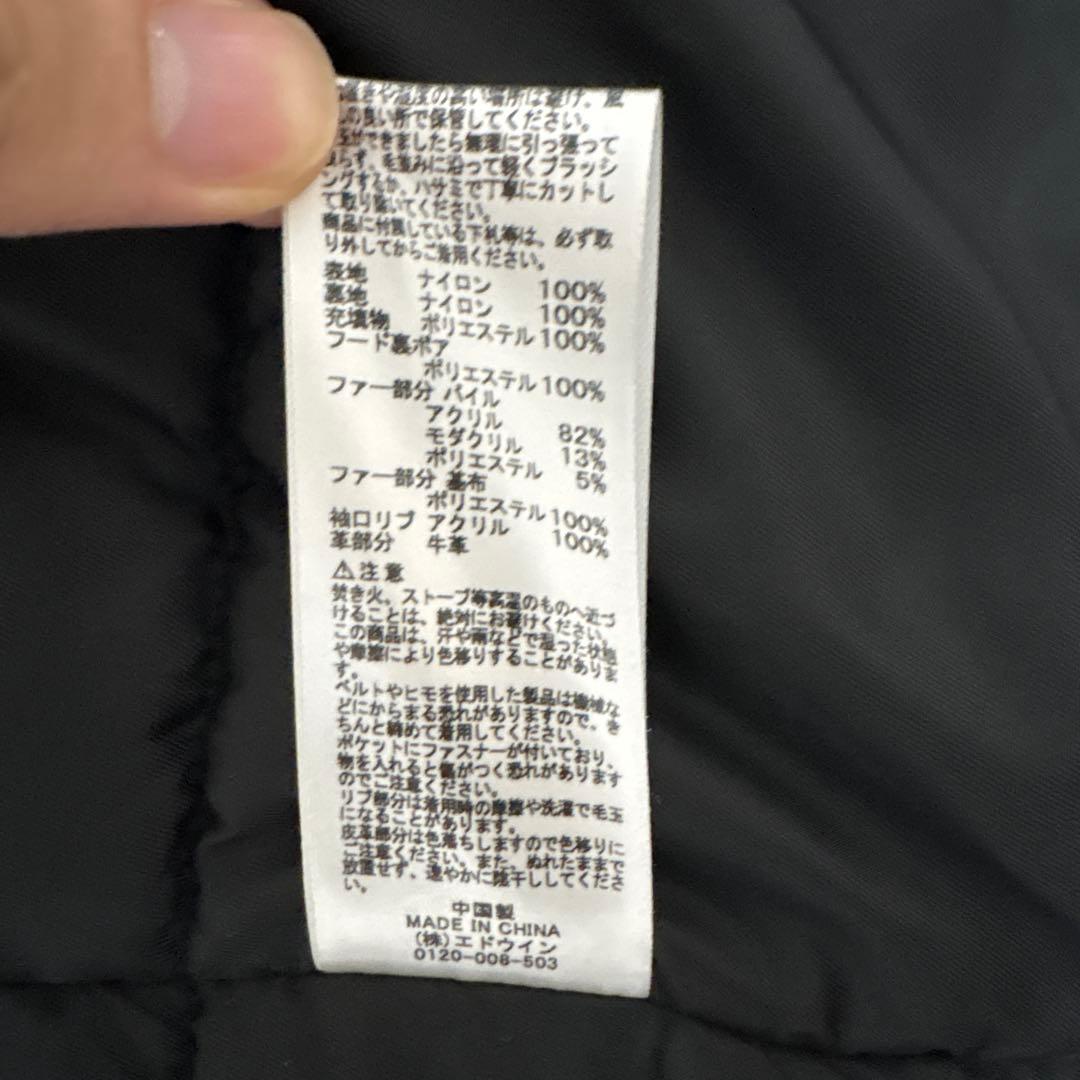 湿度の高い場所は避け、風
の良い所で保管してください。
毛玉ができましたら無理に引っ張って
取らず、毛並みに沿って軽くブラッシ
ングするか、ハサミで丁寧にカットし
て取り除いてください。
商品に付属している下札等は、必ず取
り外してからご着用ください。
表地 ナイロン 100%
裏地 ナイロン 100%
充填物 ポリエステル 100%
フード裏ボア
ポリエステル 100%
ファー部分 パイル
アクリル 82%
モダクリル 13%
ポリエステル 5%
ファー部分 基布
ポリエステル 100%
袖口リブ アクリル 100%
革部分 牛革
⚠注意
焚き火、ストーブ等高温のものへ近づ
けることは、絶対にお避けください。
この商品は、汗や雨などで湿った状態
や摩擦により色移りすることがありま
す。
ベルトやヒモを使用した製品は機械な
どにからまる恐れがありますので、き
ちんと締めて着用してください。
ポケットにファスナーが付いており、
物を入れると傷がつく恐れがあります
のでご注意ください。
リブ部分は着用時の摩擦や洗濯で毛玉
になることがあります。
皮革部分は色落ちしますので色移りに
ご注意ください。また、ぬれたままで
放置せず、速やかに陰干ししてくださ
い。
中国製
MADE IN CHINA
(株)エドウイン
0120-008-503